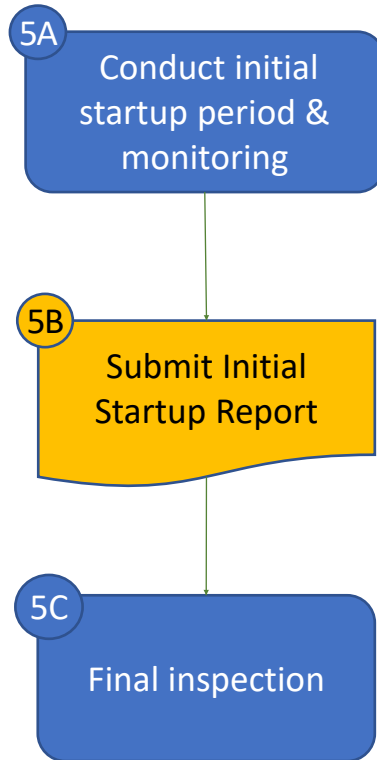 5A
Conduct initial
startup period &
monitoring
5B
Submit Initial
Startup Report
5C
Final inspection